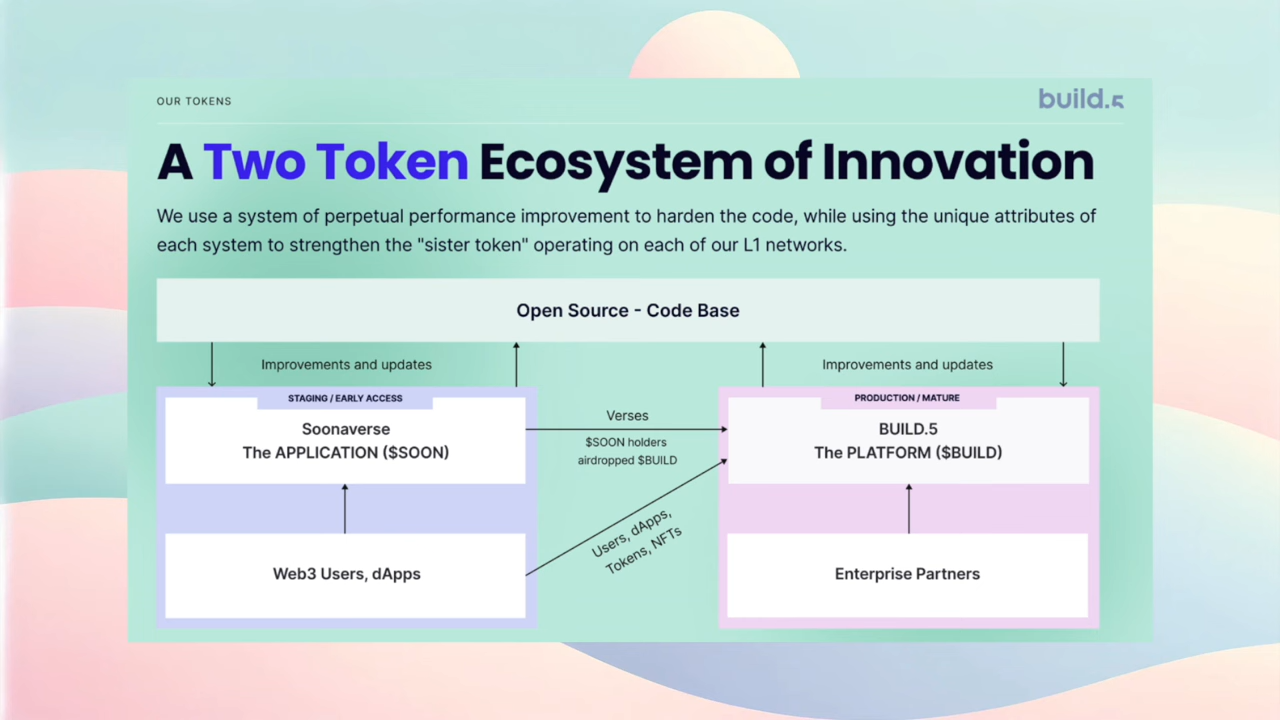 OUR TOKENS
build.5
A Two Token Ecosystem of Innovation
We use a system of perpetual performance improvement to harden the code, while using the unique attributes of
each system to strengthen the "sister token" operating on each of our L1 networks.
Open Source - Code Base
Improvements and updates
Improvements and updates
STAGING / EARLY ACCESS
Soonaverse
The APPLICATION ($SOON)
Verses
$SOON holders
airdropped $BUILD
PRODUCTION / MATURE
BUILD.5
The PLATFORM ($BUILD)
Users, dApps,
Tokens, NFTs
Web3 Users, dApps
Enterprise Partners